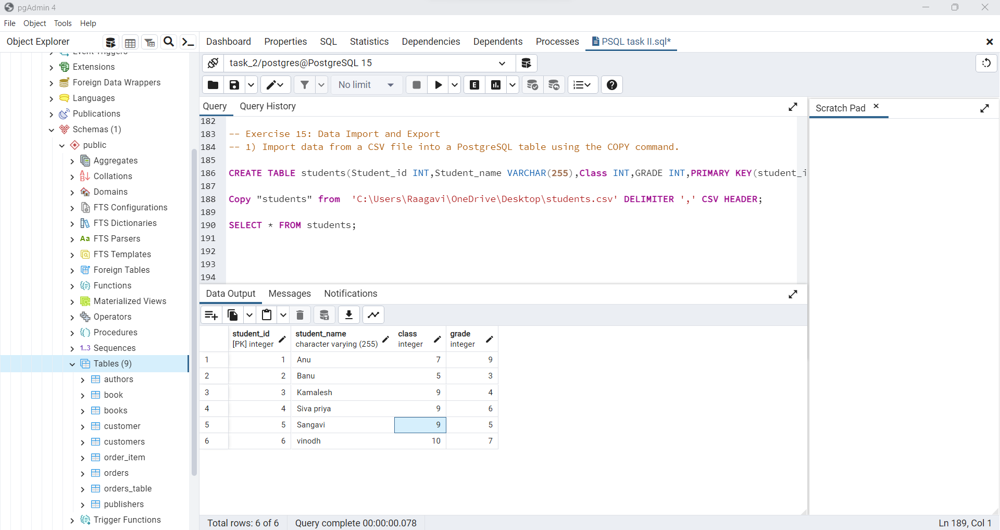 pgAdmin 4
File Object Tools Help
Object Explorer
Dashboard Properties SQL Statistics Dependencies Dependents Processes PSQL task II.sql*
task_2/postgres@PostgreSQL 15
No limit
Event Triggers
Extensions
Foreign Data Wrappers
Languages
Publications
Schemas (1)
public
Aggregates
Collations
Domains
FTS Configurations
FTS Dictionaries
Aa FTS Parsers
FTS Templates
Foreign Tables
Functions
Materialized Views
Operators
Procedures
1..3 Sequences
Tables (9)
authors
book
books
customer
customers
order_item
orders
orders_table
publishers
Trigger Functions
Query Query History
Scratch Pad
182
183 -- Exercise 15: Data Import and Export
184 -- 1) Import data from a CSV file into a PostgreSQL table using the COPY command.
185
186 CREATE TABLE students(Student_id INT,Student_name VARCHAR(255),Class INT,GRADE INT,PRIMARY KEY(student_i
187
188 Copy "students" from 'C:\Users\Raagavi\OneDrive\Desktop\students.csv' DELIMITER ',' CSV HEADER;
189
190 SELECT * FROM students;
191
192
193
194
Data Output Messages Notifications
student_id student_name class grade
[PK] integer character varying (255) integer integer
1 1 Anu 7 9
2 2 Banu 5 3
3 3 Kamalesh 9 4
4 4 Siva priya 9 6
5 5 Sangavi 9 5
6 6 vinodh 10 7
Total rows: 6 of 6 Query complete 00:00:00.078 Ln 189, Col 1